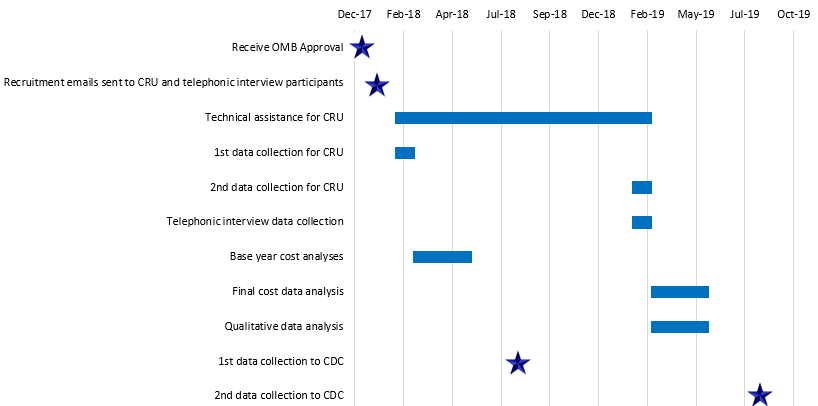 Dec-17 Feb-18 Apr-18 Jul-18 Sep-18 Dec-18 Feb-19 May-19 Jul-19 Oct-19
Receive OMB Approval
Recruitment emails sent to CRU and telephonic interview participants
Technical assistance for CRU
1st data collection for CRU
2nd data collection for CRU
Telephonic interview data collection
Base year cost analyses
Final cost data analysis
Qualitative data analysis
1st data collection to CDC
2nd data collection to CDC